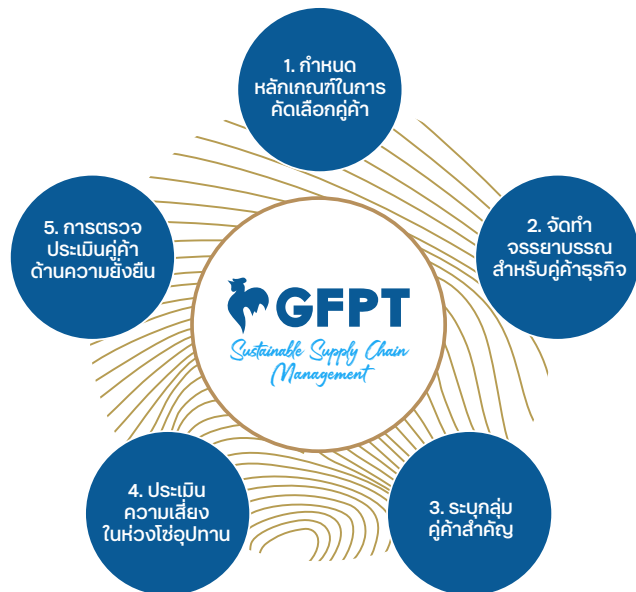 1. กำหนด
หลักเกณฑ์ในการ
คัดเลือกคู่ค้า
2. จัดทำ
จรรยาบรรณ
สำหรับคู่ค้าธุรกิจ
3. ระบุกลุ่ม
คู่ค้าสำคัญ
4. ประเมิน
ความเสี่ยง
ในห่วงโซ่อุปทาน
5. การตรวจ
ประเมินคู่ค้า
ด้านความยั่งยืน
GFPT
Sustainable Supply Chain
Management